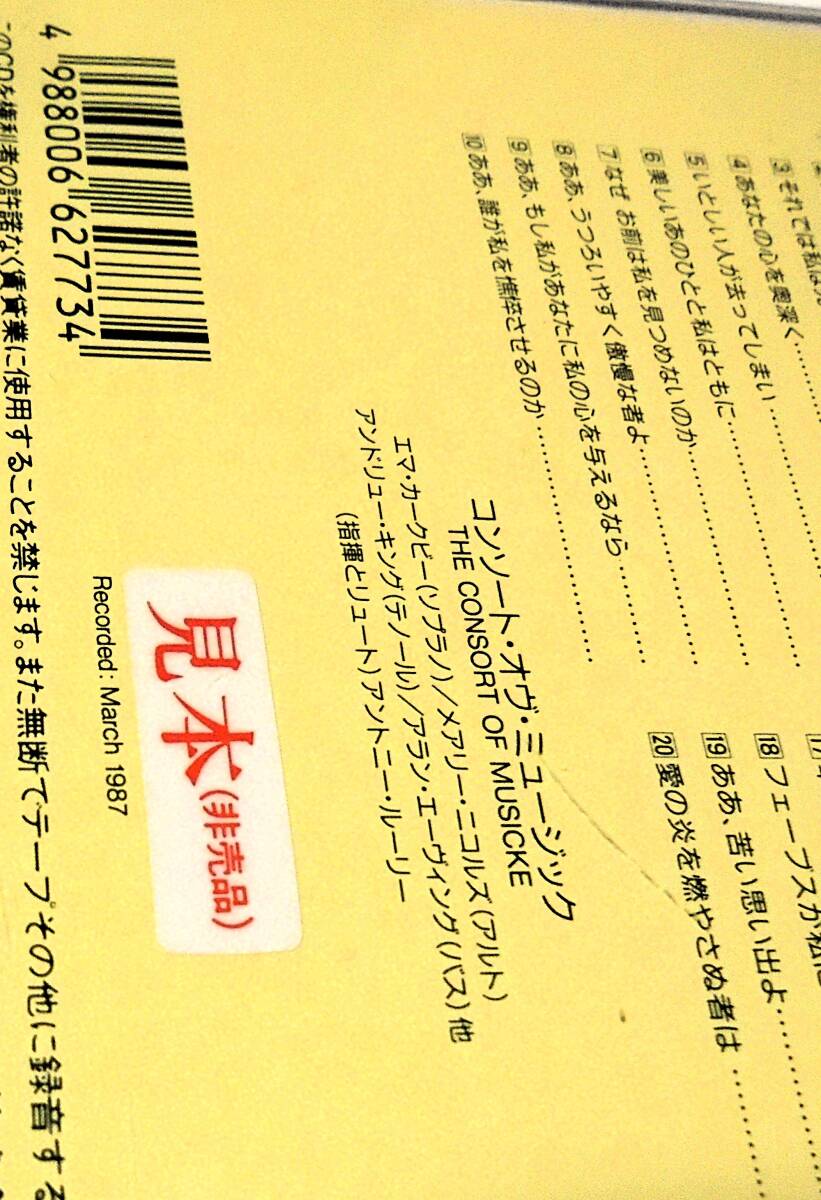 3 それでは私は
4 あなたの心を奥深く…………
5 いとしい人が去ってしまい…………
6 美しいあのひとと私はともに…………
7 なぜ お前は私を見つめないのか…………
8 ああ、うつろいやすく傲慢な者よ…………
9 ああ、もし私があなたに私の心を与えるなら…………
10 ああ、誰が私を憔悴させるのか…………
18 フェーブスが私に
19 ああ、苦い思い出よ…………
20 愛の炎を燃やさぬ者は…………
コンソート・オヴ・ミュージック
THE CONSORT OF MUSICKE
エマ・カークビー(ソプラノ)/メアリー・ニコルズ(アルト)
アンドリュー・キング(テノール)/アラン・エーヴィング(バス)他
(指揮とリュート)アントニー・ルーリー
見本(非売品)
Recorded: March 1987
4 988006 627734
このCDを権利者の許諾なく賃貸業に使用することを禁じます。また無断でテープその他に録音する